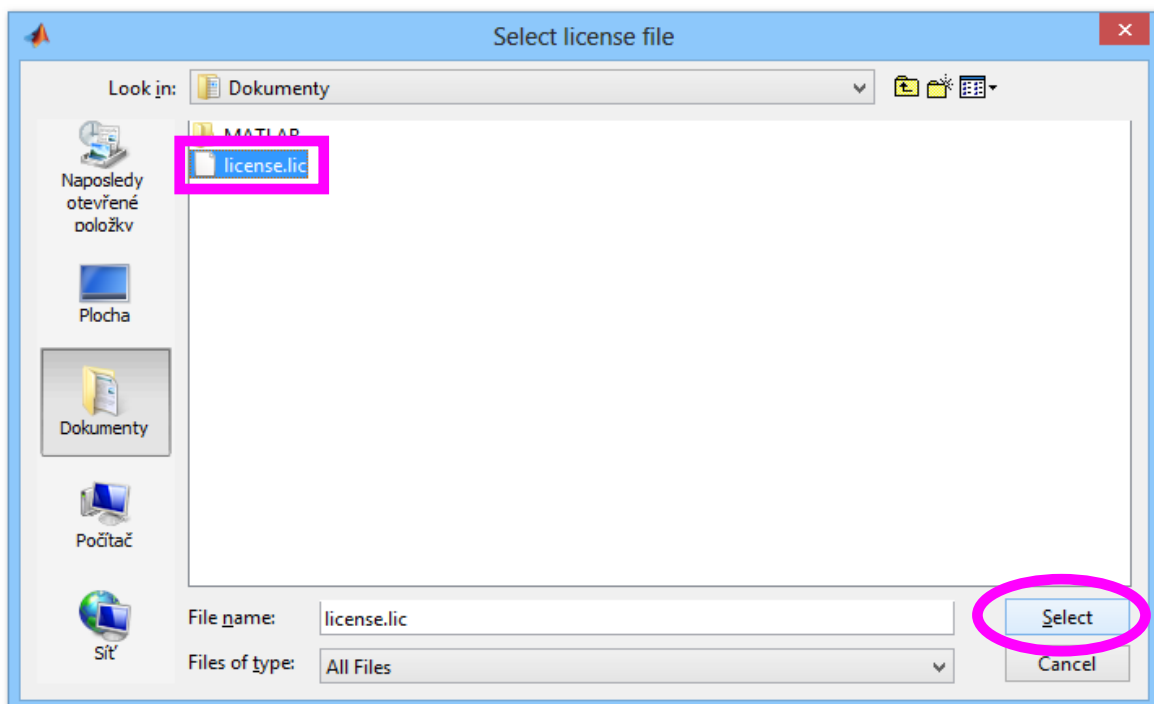 Select license file
Look in:
Dokumenty
MATLAB
license.lic
Naposledy
otevřené
položky
Plocha
Dokumenty
Počítač
Síť
File name:
license.lic
Select
Files of type:
All Files
Cancel